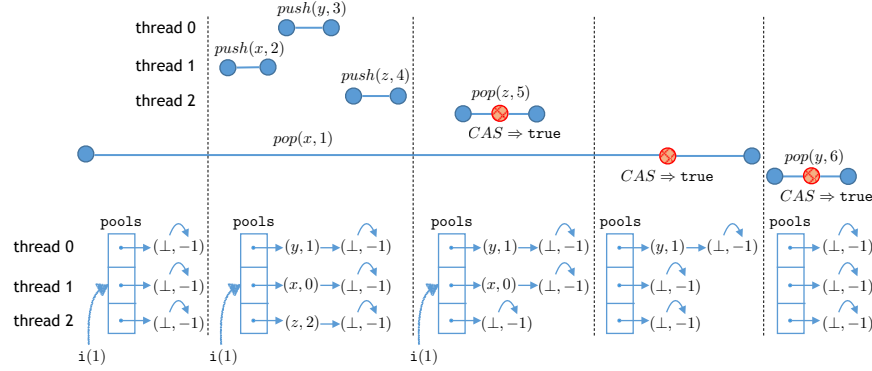 thread 0
push(y, 3)
thread 1
push(x, 2)
thread 2
push(z, 4)
pop(z, 5)
CAS ⇒ true
pop(x, 1)
CAS ⇒ true
pop(y, 6)
CAS ⇒ true
pools pools pools pools pools
thread 0 (⊥, −1) (y, 1) (⊥, −1) (y, 1) (⊥, −1) (y, 1) (⊥, −1) (⊥, −1)
thread 1 (⊥, −1) (x, 0) (⊥, −1) (x, 0) (⊥, −1) (⊥, −1) (⊥, −1)
thread 2 (⊥, −1) (z, 2) (⊥, −1) (⊥, −1) (⊥, −1) (⊥, −1)
i(1) i(1) i(1)